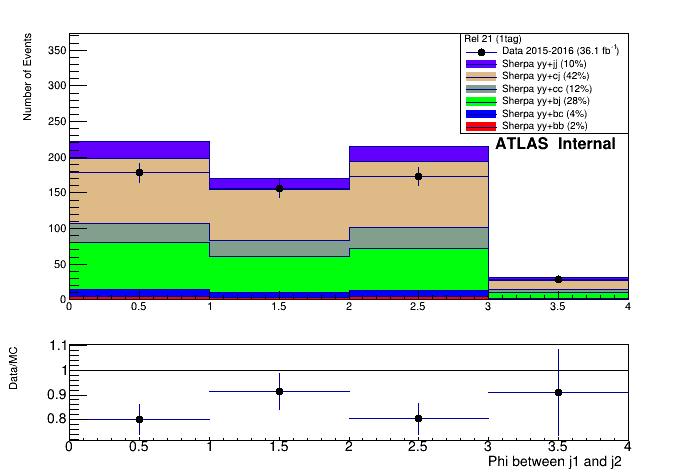 Number of Events
350
300
250
200
150
100
50
0
Rel 21 (1tag)
Data 2015-2016 (36.1 fb⁻¹)
Sherpa yy+jj (10%)
Sherpa yy+cj (42%)
Sherpa yy+cc (12%)
Sherpa yy+bj (28%)
Sherpa yy+bc (4%)
Sherpa yy+bb (2%)
ATLAS Internal
0 0.5 1 1.5 2 2.5 3 3.5 4
Data/MC
1.1
1
0.9
0.8
0 0.5 1 1.5 2 2.5 3 3.5 4
Phi between j1 and j2